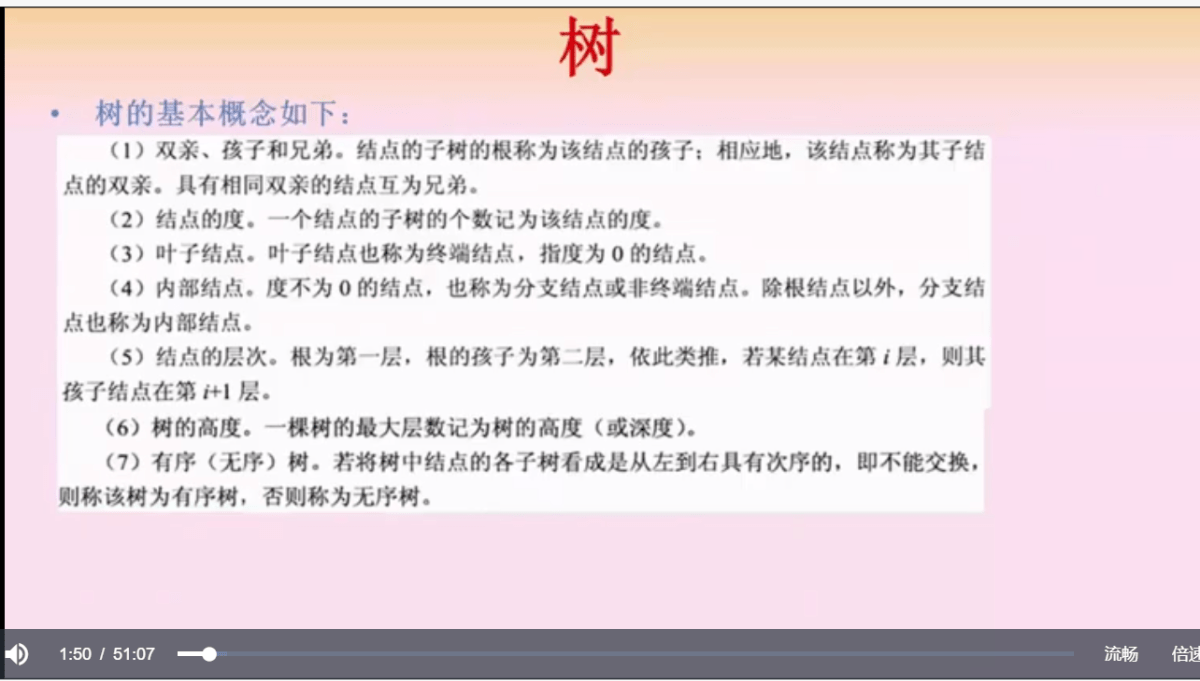 树
• 树的基本概念如下：
（1）双亲、孩子和兄弟。结点的子树的根称为该结点的孩子；相应地，该结点称为其子结
点的双亲。具有相同双亲的结点互为兄弟。
（2）结点的度。一个结点的子树的个数记为该结点的度。
（3）叶子结点。叶子结点也称为终端结点，指度为 0 的结点。
（4）内部结点。度不为 0 的结点，也称为分支结点或非终端结点。除根结点以外，分支结
点也称为内部结点。
（5）结点的层次。根为第一层，根的孩子为第二层，依此类推，若某结点在第 i 层，则其
孩子结点在第 i+1 层。
（6）树的高度。一棵树的最大层数记为树的高度（或深度）。
（7）有序（无序）树。若将树中结点的各子树看成是从左到右具有次序的，即不能交换，
则称该树为有序树，否则称为无序树。
1:50 / 51:07 流畅 倍速